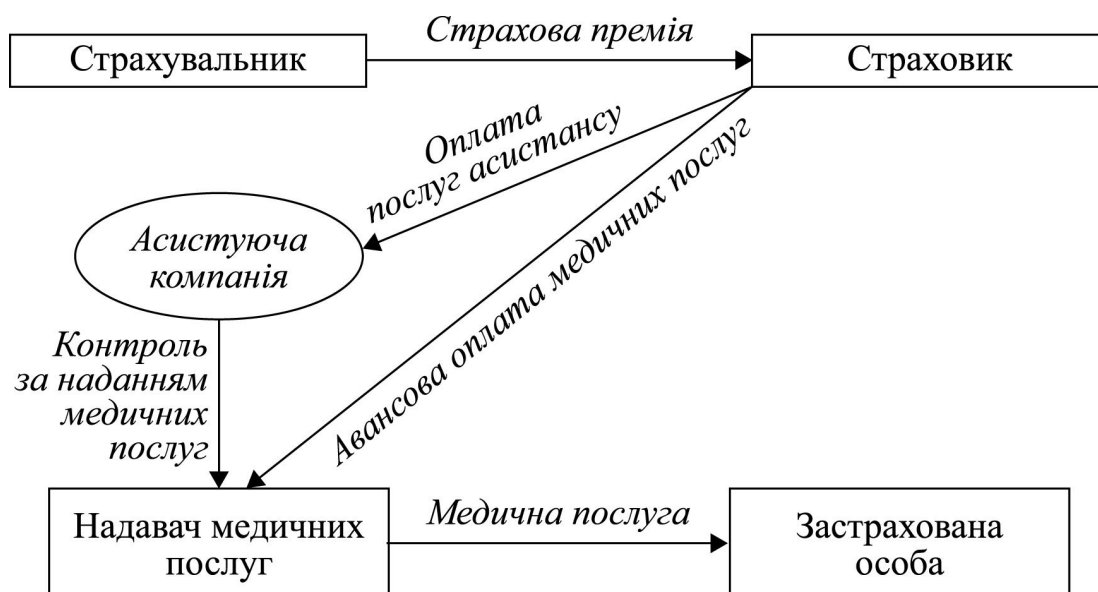 Страхова премія
Страхувальник
Страховик
Оплата
послуг асистансу
Авансова оплата медичних послуг
Асистуюча
компанія
Контроль
за наданням
медичних
послуг
Надавач медичних
послуг
Медична послуга
Застрахована
особа